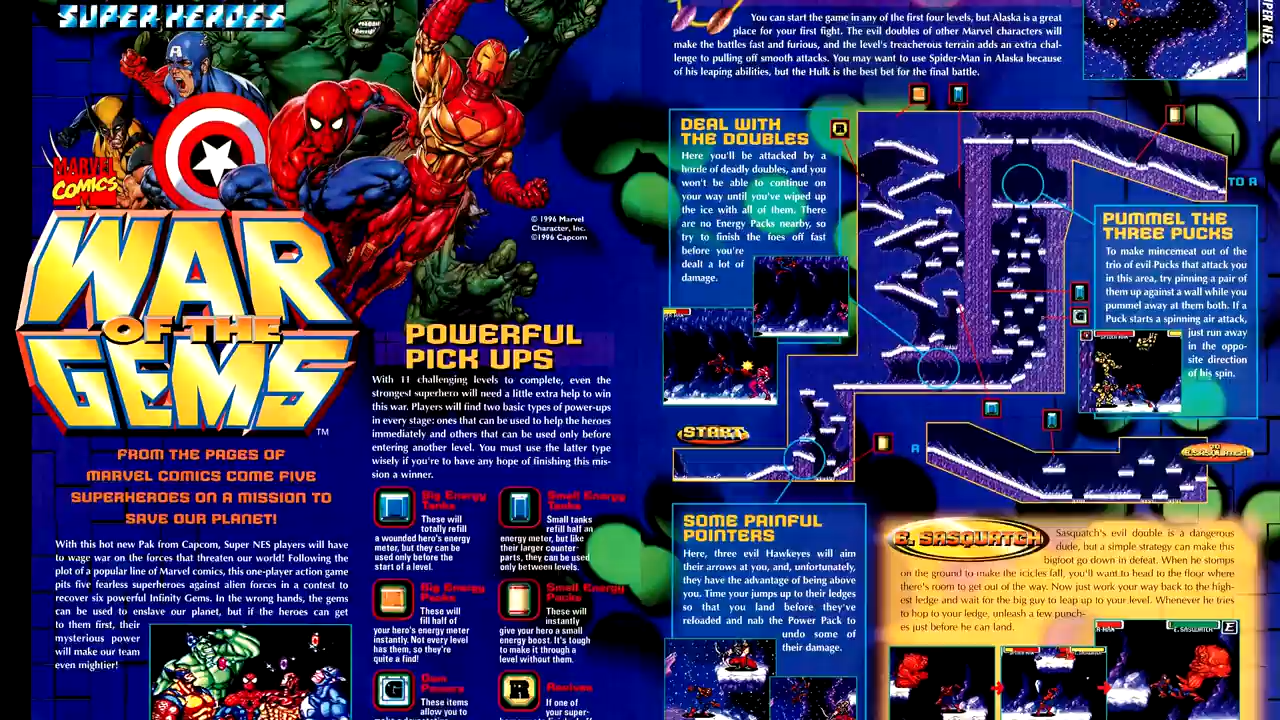 SUPER HEROES
MARVEL
COMICS
WAR
OF THE
GEMS
TM
© 1996 Marvel
Character, Inc.
©1996 Capcom
FROM THE PAGES OF
MARVEL COMICS COME FIVE
SUPERHEROES ON A MISSION TO
SAVE OUR PLANET!
With this hot new Pak from Capcom, Super NES players will have
to wage war on the forces that threaten our world! Following the
plot of a popular line of Marvel comics, this one-player action game
pits five fearless superheroes against alien forces in a contest to
recover six powerful Infinity Gems. In the wrong hands, the gems
can be used to enslave our planet, but if the heroes can get
to them first, their
mysterious power
will make our team
even mightier!
POWERFUL
PICK UPS
With 11 challenging levels to complete, even the
strongest superhero will need a little extra help to win
this war. Players will find two basic types of power-ups
in every stage: ones that can be used to help the heroes
immediately and others that can be used only before
entering another level. You must use the latter type
wisely if you're to have any hope of finishing this mis-
sion a winner.
Big Energy
Tanks
These will
totally refill
a wounded hero's energy
meter, but they can be
used only before the
start of a level.
Small Energy
Tanks
Small tanks
refill half an
energy meter, but like
their larger counter-
parts, they can be used
only between levels.
Big Energy
Packs
These will
fill half of
your hero's energy meter
instantly. Not every level
has them, so they're
quite a find!
Small Energy
Packs
These will
instantly
give your hero a small
energy boost. It's tough
to make it through a
level without them.
G
Gem
Powers
These items
allow you to
R
Revives
If one of
your super-
You can start the game in any of the first four levels, but Alaska is a great
place for your first fight. The evil doubles of other Marvel characters will
make the battles fast and furious, and the level's treacherous terrain adds an extra chal-
lenge to pulling off smooth attacks. You may want to use Spider-Man in Alaska because
of his leaping abilities, but the Hulk is the best bet for the final battle.
SUPER NES
DEAL WITH
THE DOUBLES
Here you'll be attacked by a
horde of deadly doubles, and you
won't be able to continue on
your way until you've wiped up
the ice with all of them. There
are no Energy Packs nearby, so
try to finish the foes off fast
before you're
dealt a lot of
damage.
R
TO A
PUMMEL THE
THREE PUCKS
To make mincemeat out of the
trio of evil Pucks that attack you
in this area, try pinning a pair of
them up against a wall while you
pummel away at them both. If a
Puck starts a spinning air attack,
just run away
in the oppo-
site direction
of his spin.
G
START
A
TO
B.SASQUATCH
SOME PAINFUL
POINTERS
Here, three evil Hawkeyes will aim
their arrows at you, and, unfortunately,
they have the advantage of being above
you. Time your jumps up to their ledges
so that you land before they've
reloaded and nab the Power Pack to
undo some of
their damage.
B. SASQUATCH
Sasquatch's evil double is a dangerous
dude, but a simple strategy can make this
bigfoot go down in defeat. When he stomps
on the ground to make the icicles fall, you'll want to head to the floor where
there's room to get out of the way. Now just work your way back to the high-
est ledge and wait for the big guy to leap up to your level. Whenever he tries
to hop to your ledge, unleash a few punch-
es just before he can land.
E.SASQUATCH
E